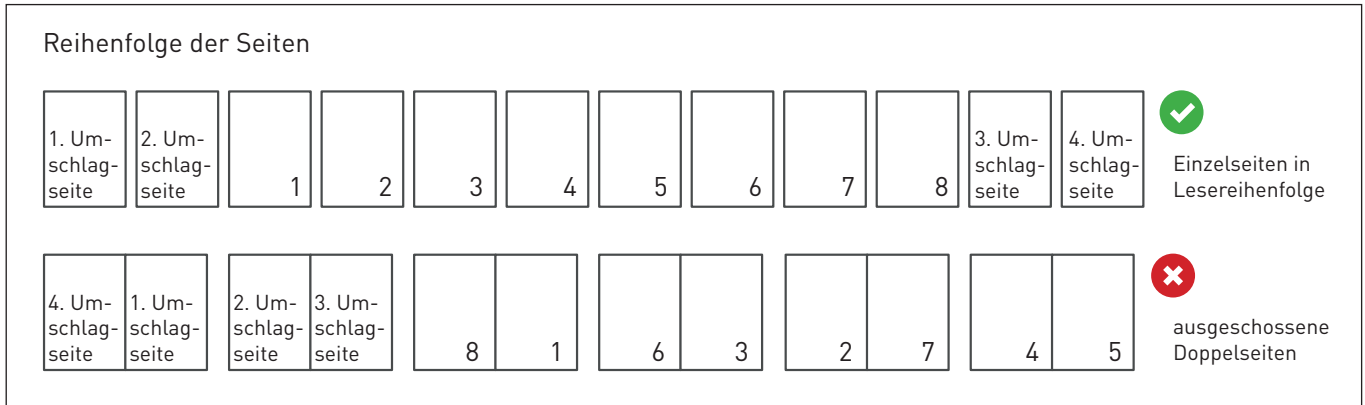 Reihenfolge der Seiten
1. Um-
schlag-
seite
2. Um-
schlag-
seite
1
2
3
4
5
6
7
8
3. Um-
schlag-
seite
4. Um-
schlag-
seite
Einzelseiten in
Lesereihenfolge
4. Um-
schlag-
seite
1. Um-
schlag-
seite
2. Um-
schlag-
seite
3. Um-
schlag-
seite
8
1
6
3
2
7
4
5
ausgeschossene
Doppelseiten